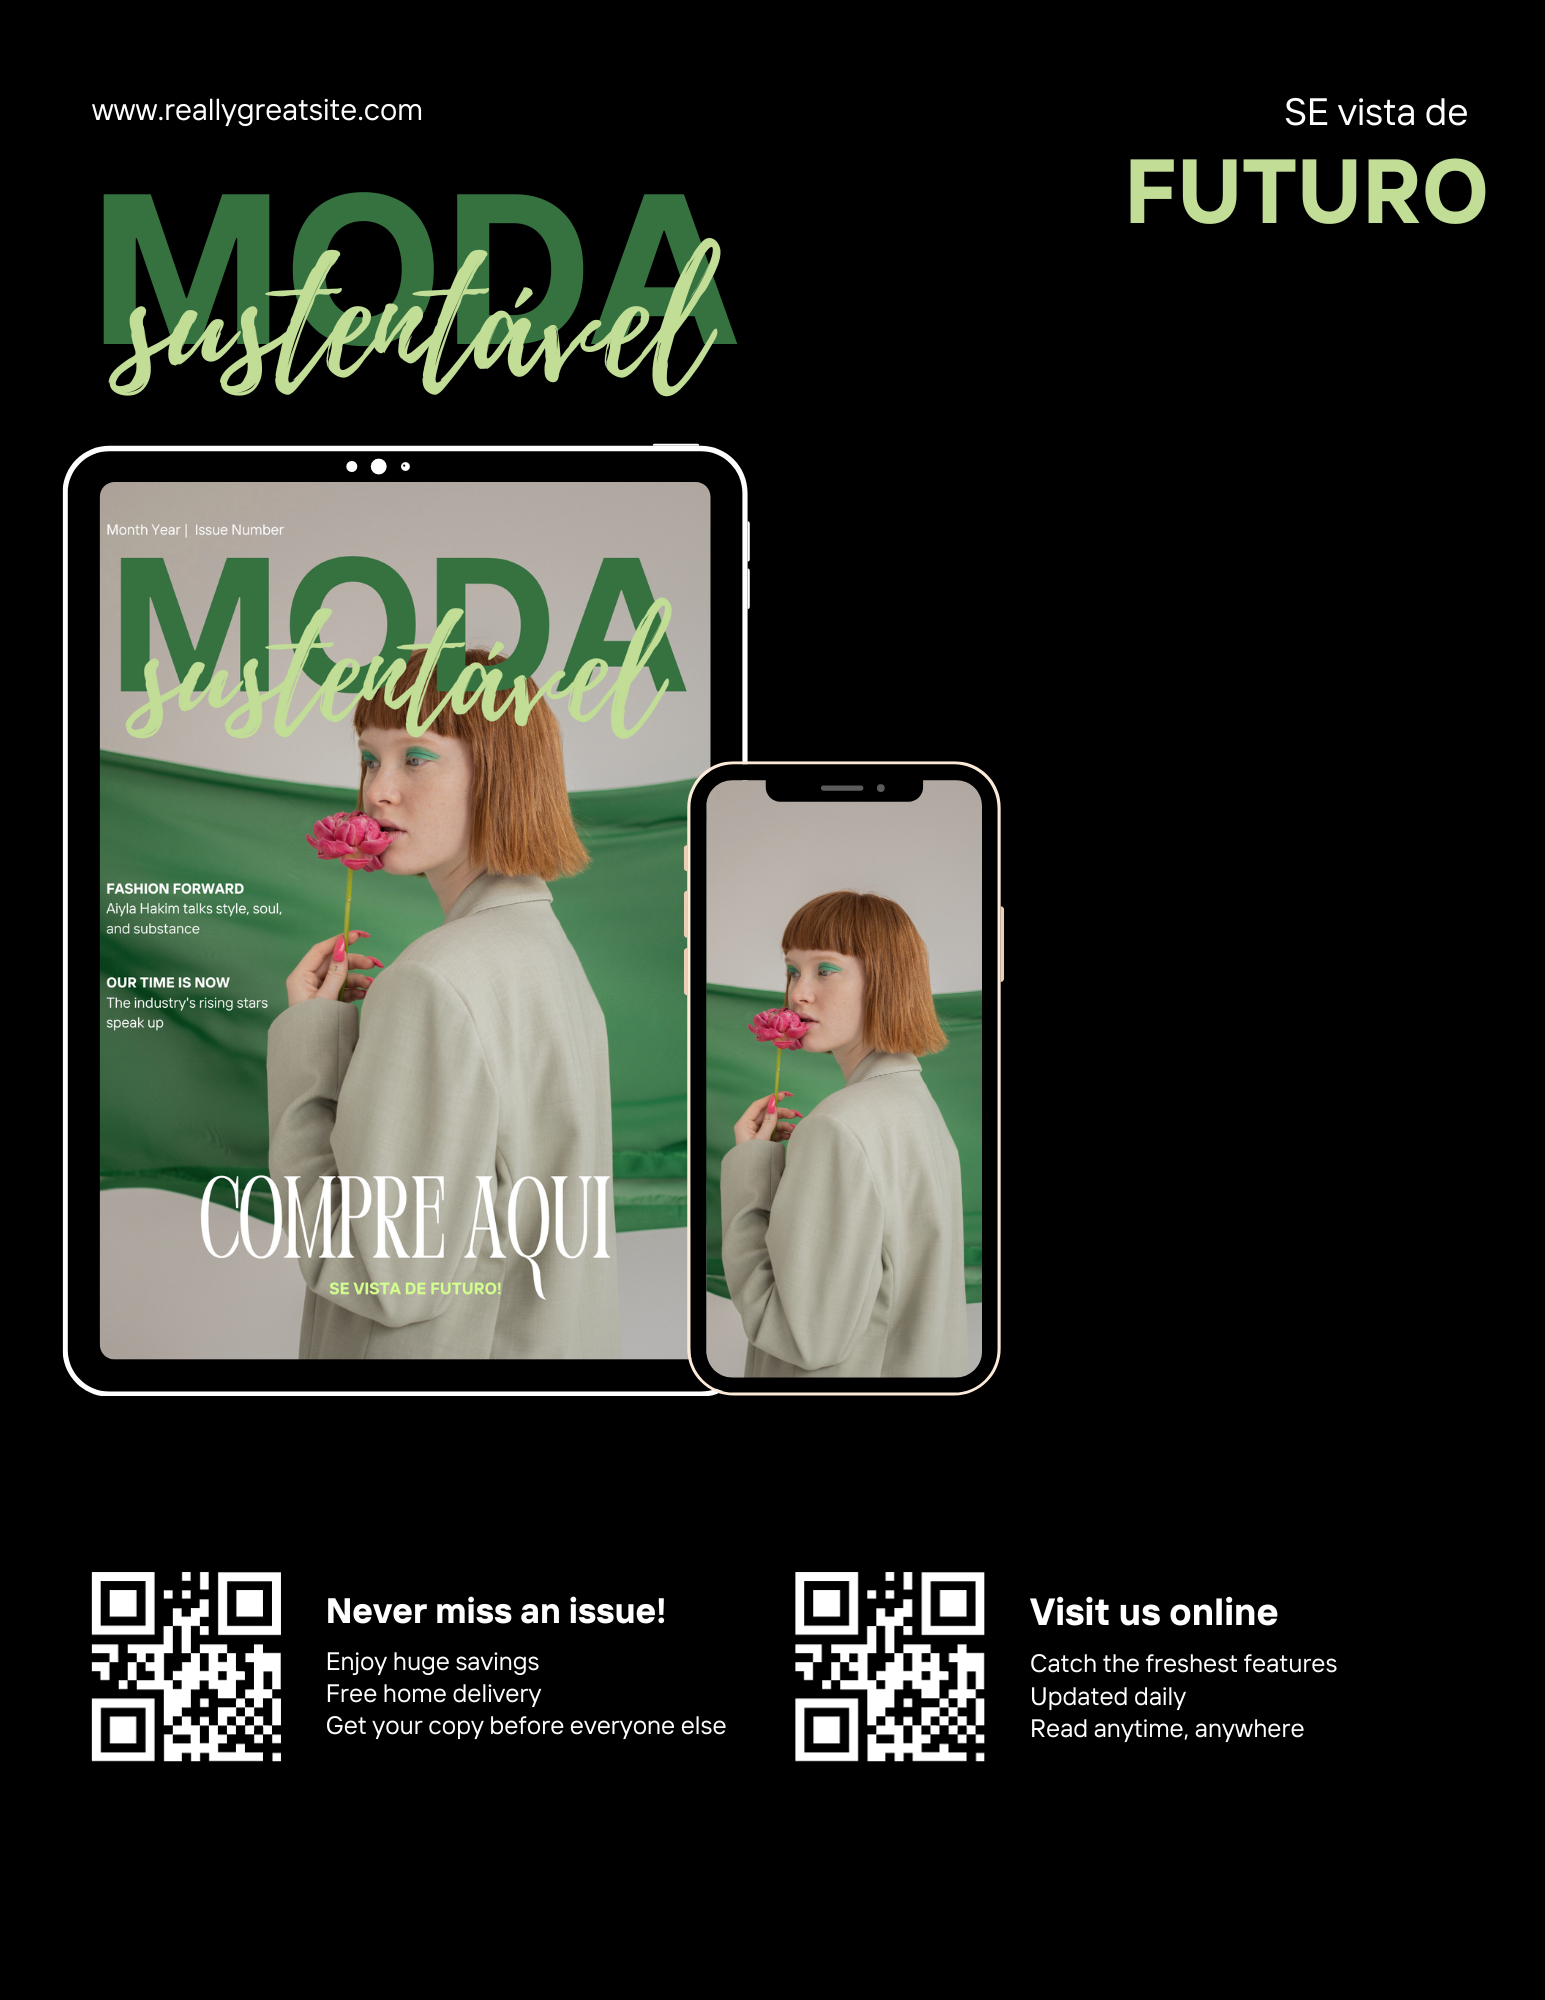 www.reallygreatsite.com
SE vista de
FUTURO
MODA
sustentável
Month Year | Issue Number
MODA
sustentável
FASHION FORWARD
Aiyla Hakim talks style, soul,
and substance
OUR TIME IS NOW
The industry's rising stars
speak up
COMPRE AQUI
SE VISTA DE FUTURO!
Never miss an issue!
Enjoy huge savings
Free home delivery
Get your copy before everyone else
Visit us online
Catch the freshest features
Updated daily
Read anytime, anywhere